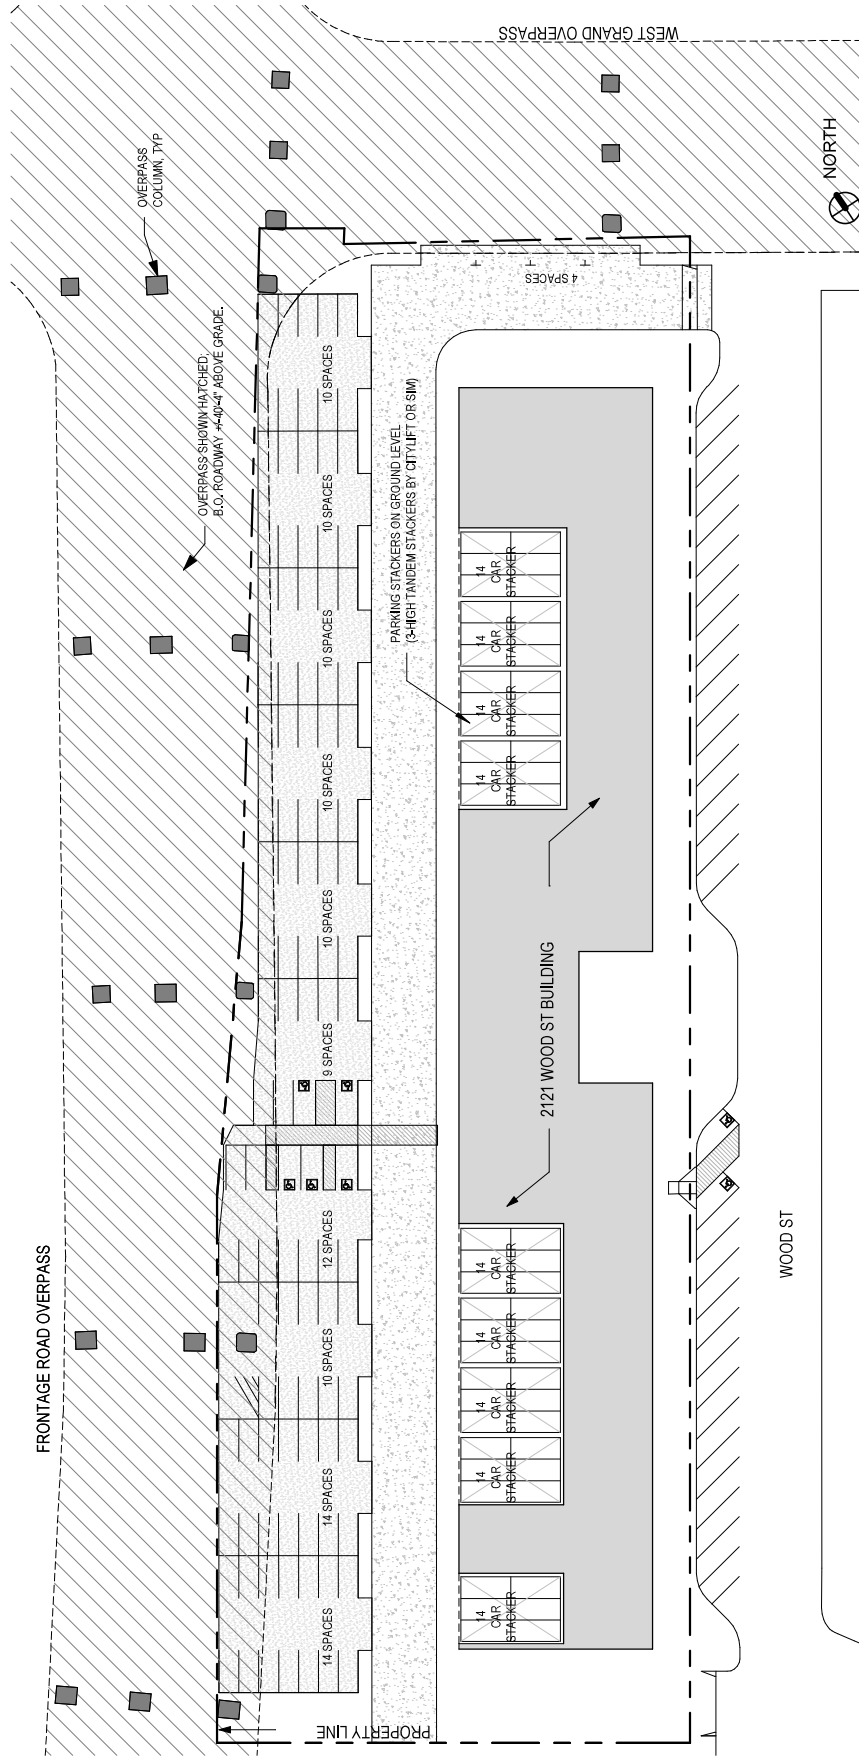 WEST GRAND OVERPASS
OVERPASS
COLUMN, TYP
NORTH
OVERPASS SHOWN HATCHED;
B.O. ROADWAY +/-40'-4" ABOVE GRADE.
4 SPACES
10 SPACES
10 SPACES
10 SPACES
10 SPACES
10 SPACES
9 SPACES
12 SPACES
10 SPACES
14 SPACES
14 SPACES
PARKING STACKERS ON GROUND LEVEL
(3-HIGH TANDEM STACKERS BY CITYLIFT OR SIM)
14
CAR
STACKER
14
CAR
STACKER
14
CAR
STACKER
14
CAR
STACKER
2121 WOOD ST BUILDING
14
CAR
STACKER
14
CAR
STACKER
14
CAR
STACKER
14
CAR
STACKER
14
CAR
STACKER
FRONTAGE ROAD OVERPASS
WOOD ST
PROPERTY LINE